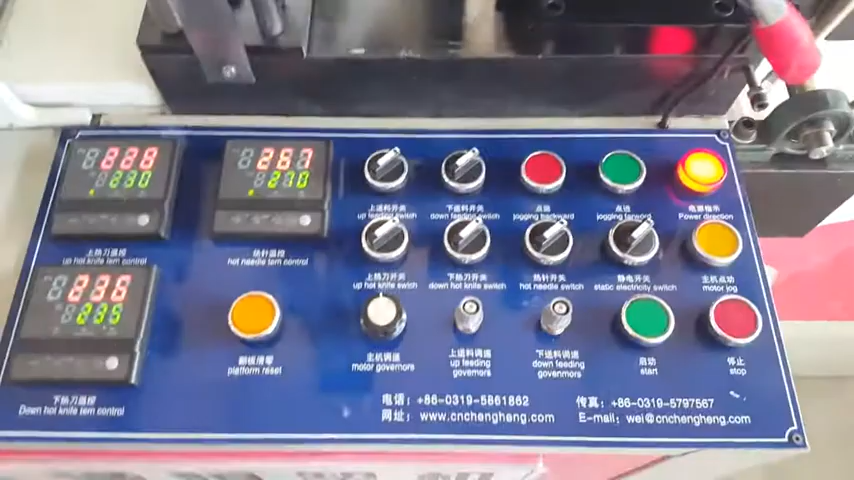 230
270
235
上送料开关
up feeding switch
下送料开关
down feeding switch
点动
jogging backward
jogging forward
电源指示
Power direction
上热刀温控
up hot knife tem control
热针温控
hot needle tem control
上热刀开关
up hot knife switch
下热刀开关
down hot knife switch
热针开关
hot needle switch
静电开关
static electricity switch
主机点动
motor jog
翻板清零
platform reset
主机调速
motor governors
上送料调速
up feeding
governors
下送料调速
down feeding
governors
启动
start
停止
stop
下热刀温控
Down hot knife tem control
电话：+86-0319-5861862
传真：+86-0319-5797567
网址：www.cnchengheng.com
E-mail：wei@cnchengheng.com